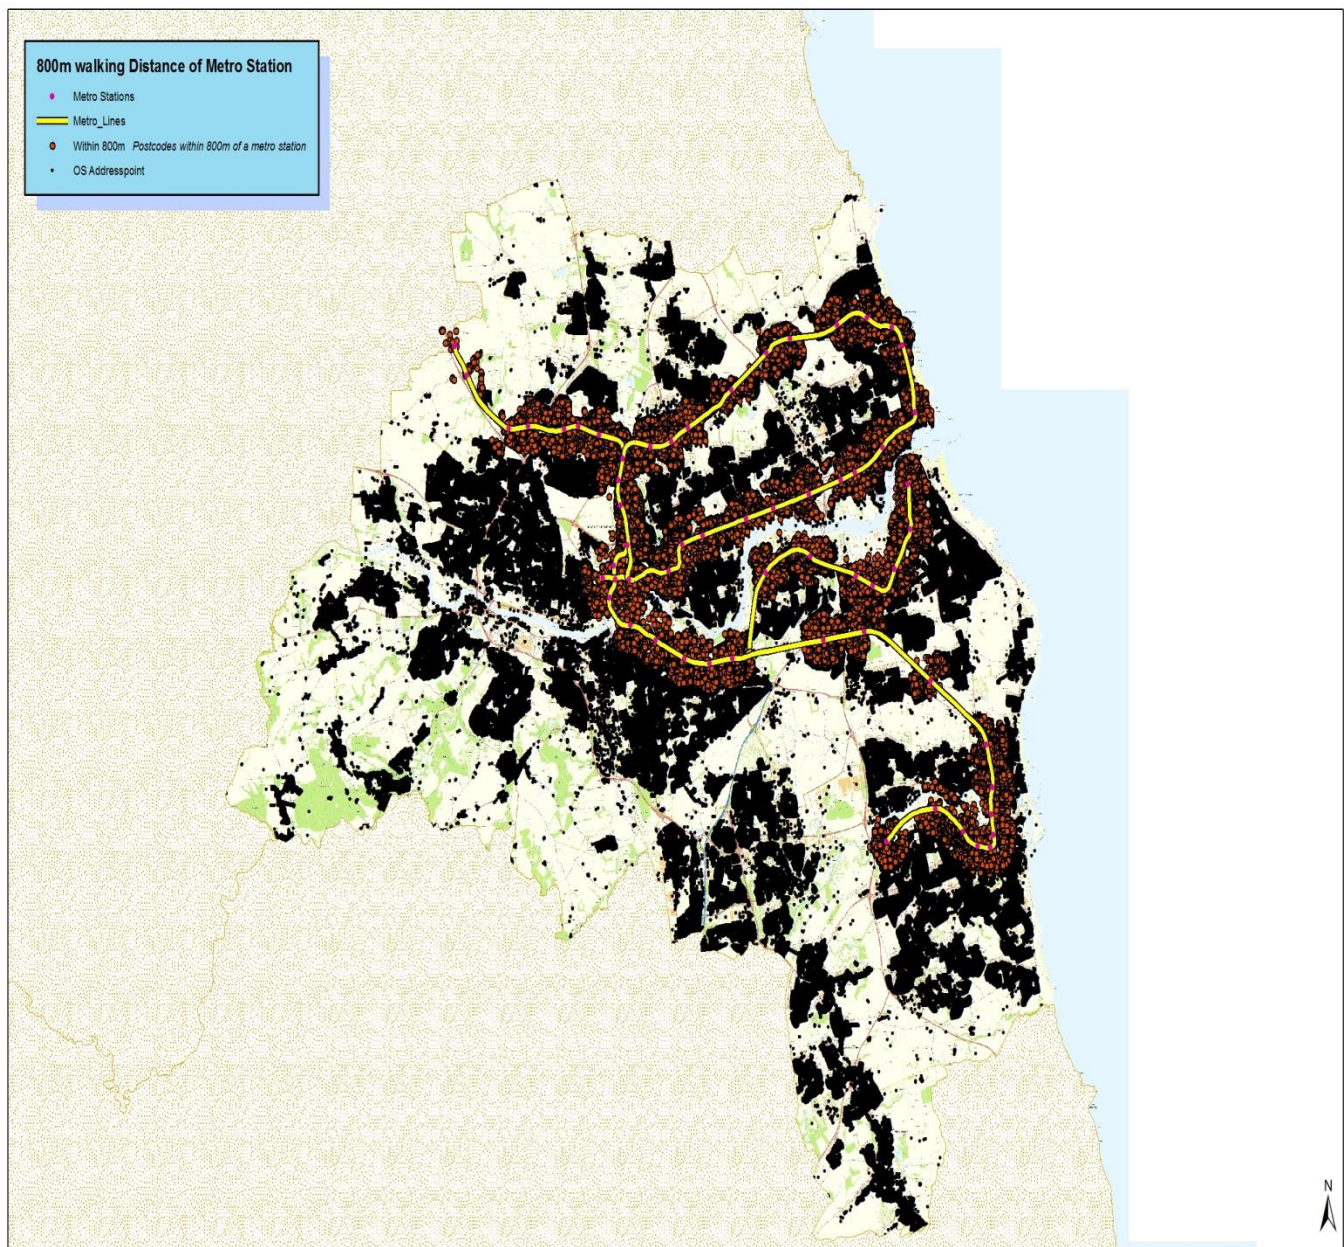 800m walking Distance of Metro Station
Metro Stations
Metro_Lines
Within 800m Postcodes within 800m of a metro station
OS Addresspoint
N